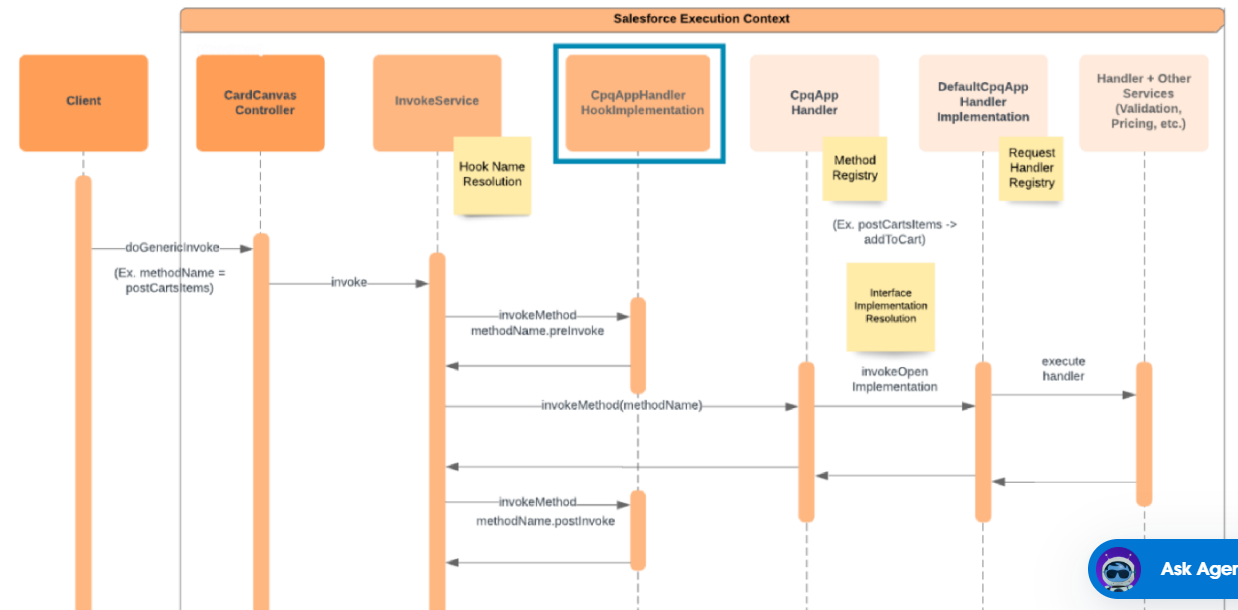 Salesforce Execution Context
Client
CardCanvas
Controller
InvokeService
CpqAppHandler
HookImplementation
CpqApp
Handler
DefaultCpqApp
Handler
Implementation
Handler + Other
Services
(Validation,
Pricing, etc.)
Hook Name
Resolution
Method
Registry
Request
Handler
Registry
(Ex. postCartsItems ->
addToCart)
doGenericInvoke
(Ex. methodName =
postCartsItems)
invoke
Interface
Implementation
Resolution
invokeMethod
methodName.preInvoke
execute
handler
invokeOpen
Implementation
invokeMethod(methodName)
invokeMethod
methodName.postInvoke
Ask Agen